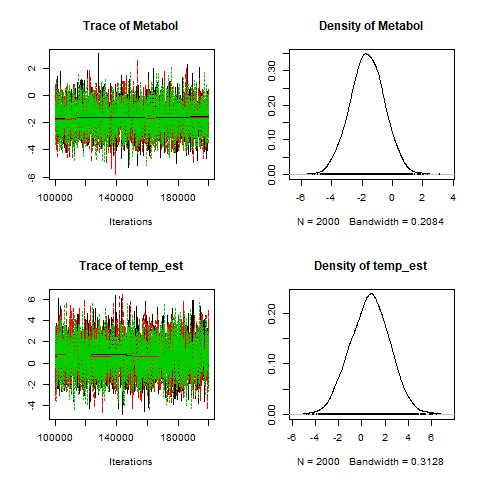 Trace of Metabol
2
0
-2
-4
-6
100000 140000 180000
Iterations
Density of Metabol
0.30
0.20
0.10
0.00
-6 -4 -2 0 2 4
N = 2000 Bandwidth = 0.2084
Trace of temp_est
6
4
2
0
-2
-4
100000 140000 180000
Iterations
Density of temp_est
0.20
0.10
0.00
-6 -4 -2 0 2 4 6
N = 2000 Bandwidth = 0.3128